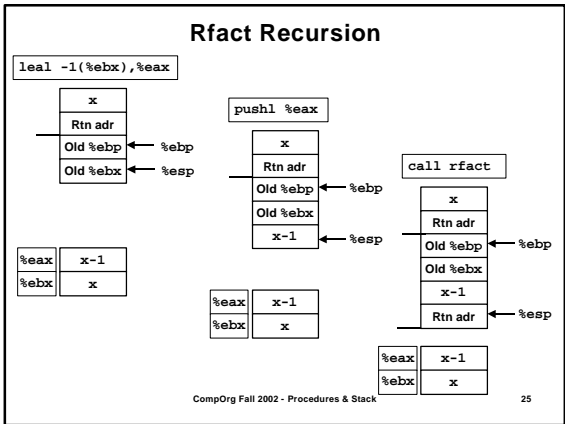 Rfact Recursion
leal -1(%ebx),%eax
x
Rtn adr
Old %ebp
%ebp
Old %ebx
%esp
%eax
x-1
%ebx
x
pushl %eax
x
Rtn adr
Old %ebp
%ebp
Old %ebx
x-1
%esp
%eax
x-1
%ebx
x
call rfact
x
Rtn adr
Old %ebp
%ebp
Old %ebx
x-1
Rtn adr
%esp
%eax
x-1
%ebx
x
CompOrg Fall 2002 - Procedures & Stack
25